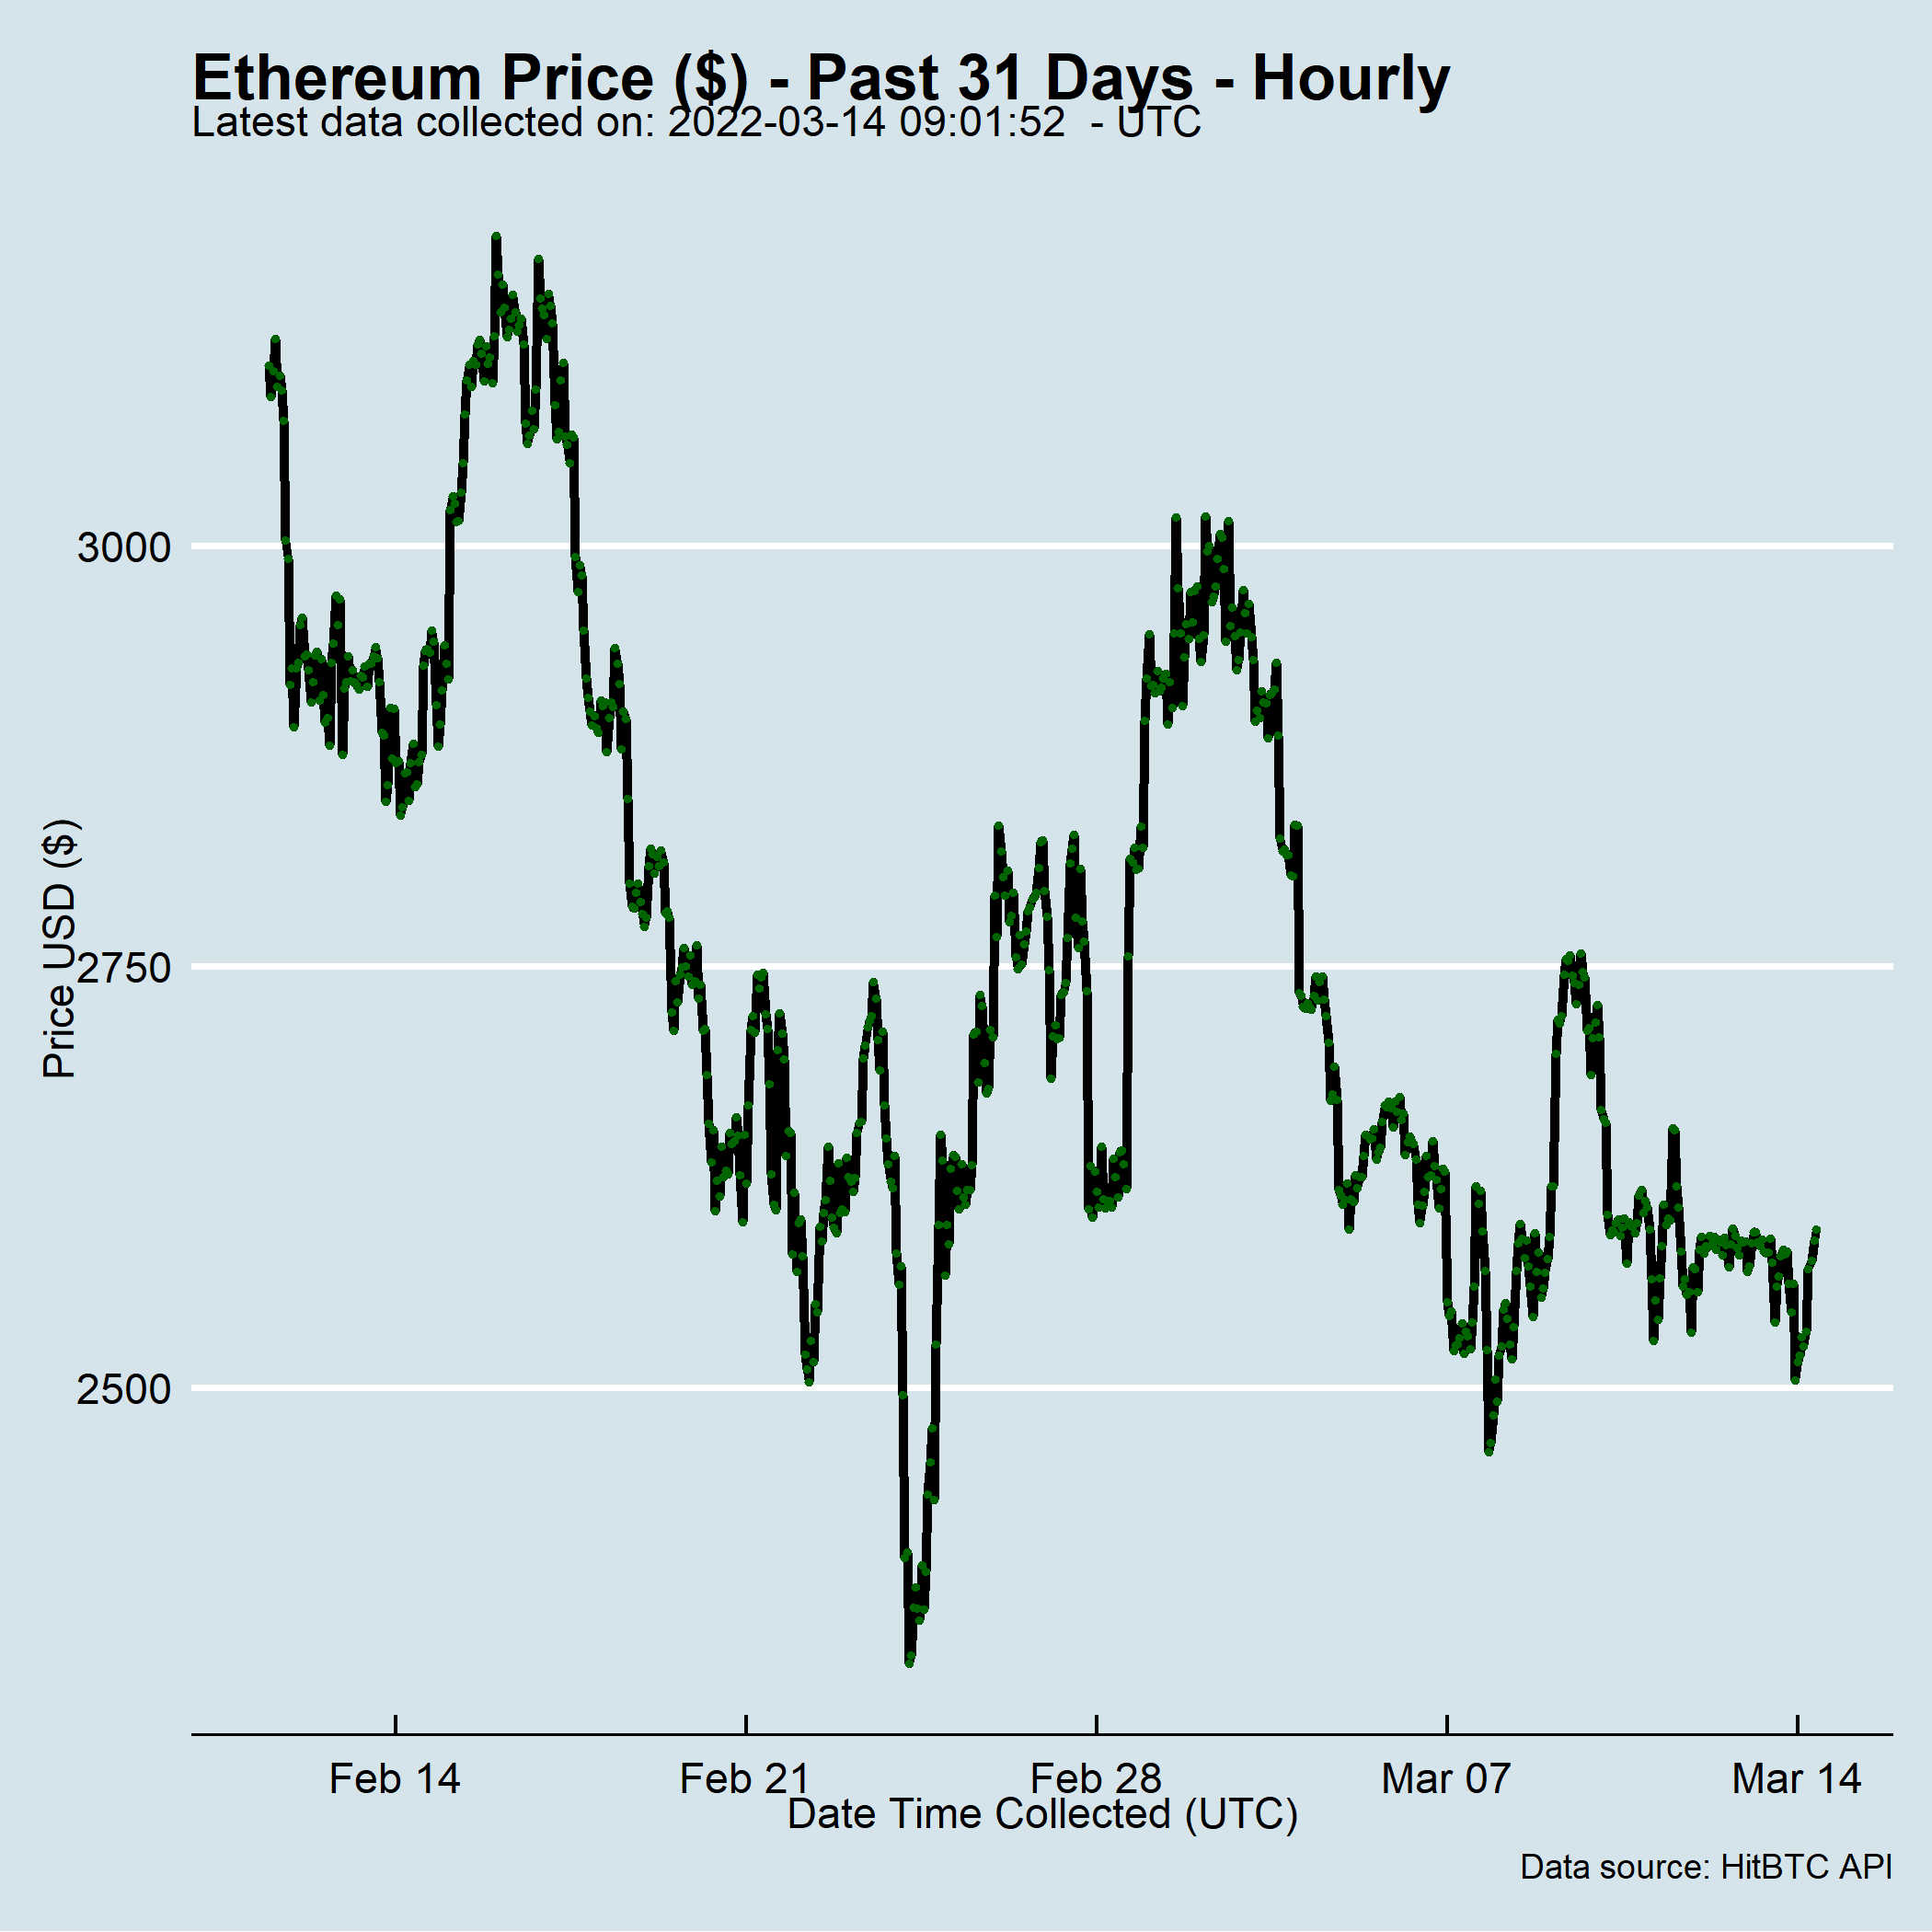 Ethereum Price ($) - Past 31 Days - Hourly
Latest data collected on: 2022-03-14 09:01:52  - UTC
Price USD ($)
3000
2750
2500
Feb 14
Feb 21
Feb 28
Mar 07
Mar 14
Date Time Collected (UTC)
Data source: HitBTC API